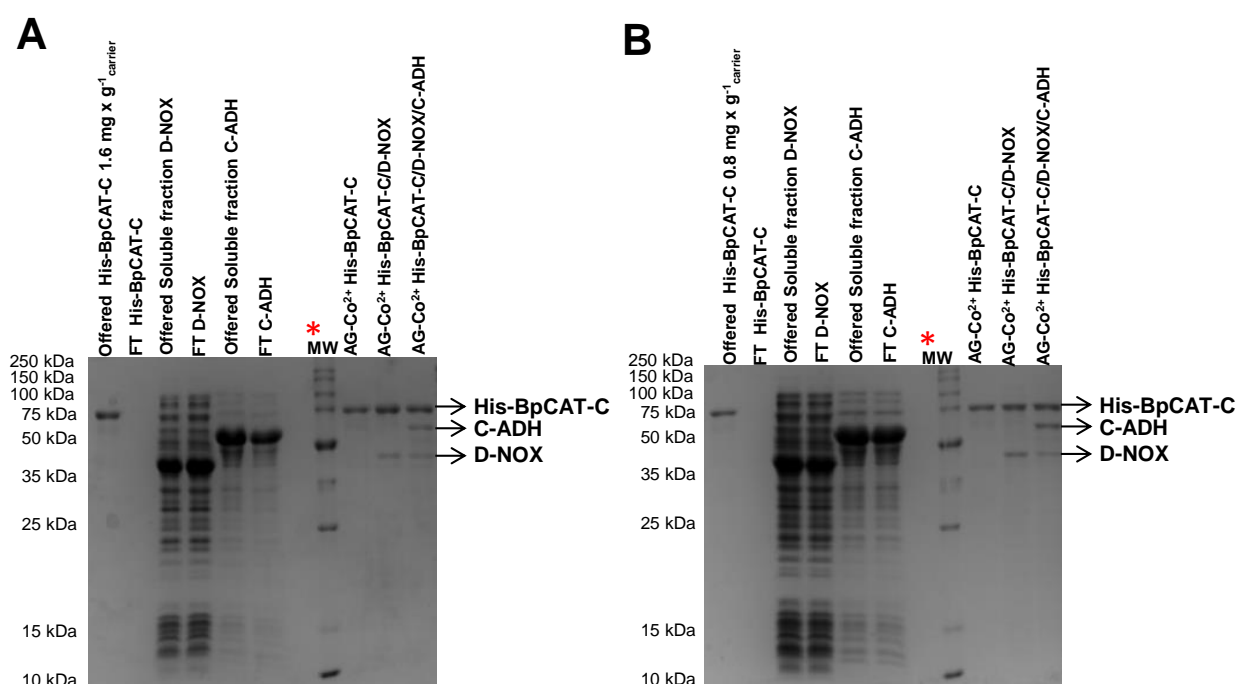 A
Offered His-BpCAT-C 1.6 mg x g⁻¹carrier
FT His-BpCAT-C
Offered Soluble fraction D-NOX
FT D-NOX
Offered Soluble fraction C-ADH
FT C-ADH
*
MW
AG-Co²⁺ His-BpCAT-C
AG-Co²⁺ His-BpCAT-C/D-NOX
AG-Co²⁺ His-BpCAT-C/D-NOX/C-ADH
250 kDa
150 kDa
100 kDa
75 kDa
50 kDa
35 kDa
25 kDa
15 kDa
10 kDa
His-BpCAT-C
C-ADH
D-NOX
B
Offered His-BpCAT-C 0.8 mg x g⁻¹carrier
FT His-BpCAT-C
Offered Soluble fraction D-NOX
FT D-NOX
Offered Soluble fraction C-ADH
FT C-ADH
*
MW
AG-Co²⁺ His-BpCAT-C
AG-Co²⁺ His-BpCAT-C/D-NOX
AG-Co²⁺ His-BpCAT-C/D-NOX/C-ADH
250 kDa
150 kDa
100 kDa
75 kDa
50 kDa
35 kDa
25 kDa
15 kDa
10 kDa
His-BpCAT-C
C-ADH
D-NOX